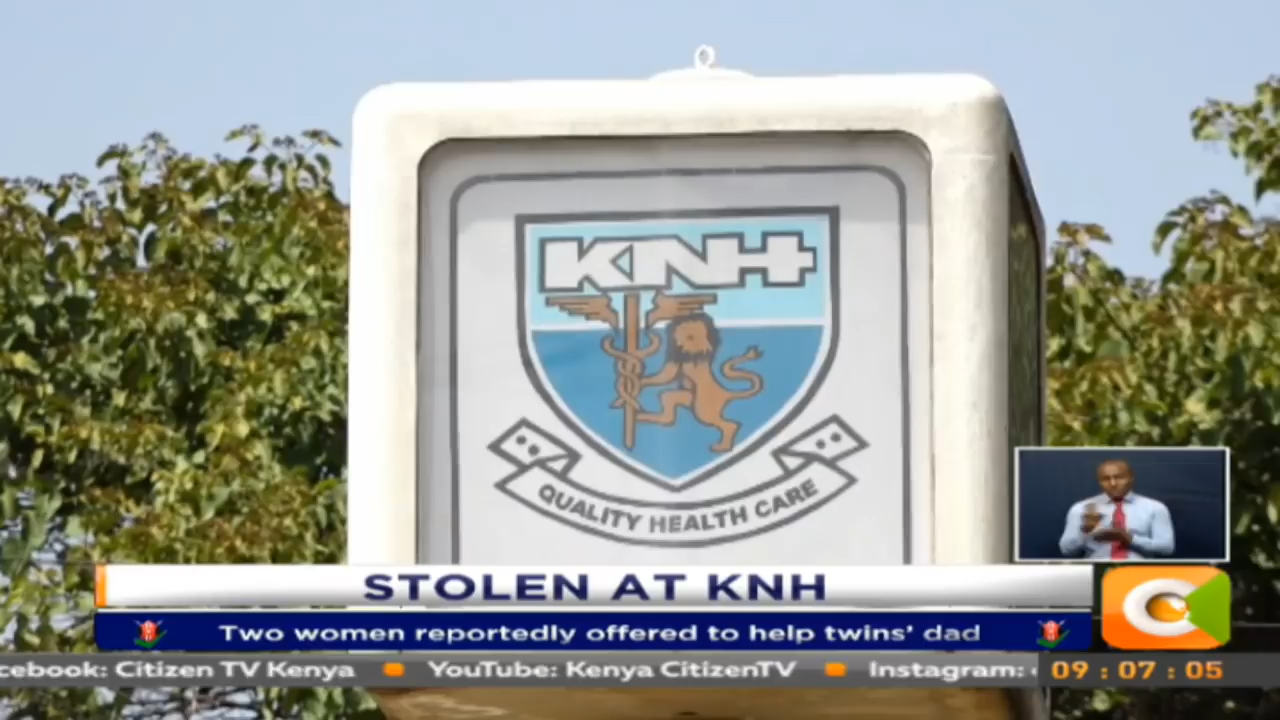 KNH
QUALITY HEALTH CARE
STOLEN AT KNH
Two women reportedly offered to help twins' dad
cebook: Citizen TV Kenya YouTube: Kenya CitizenTV Instagram:
09 : 07 : 05